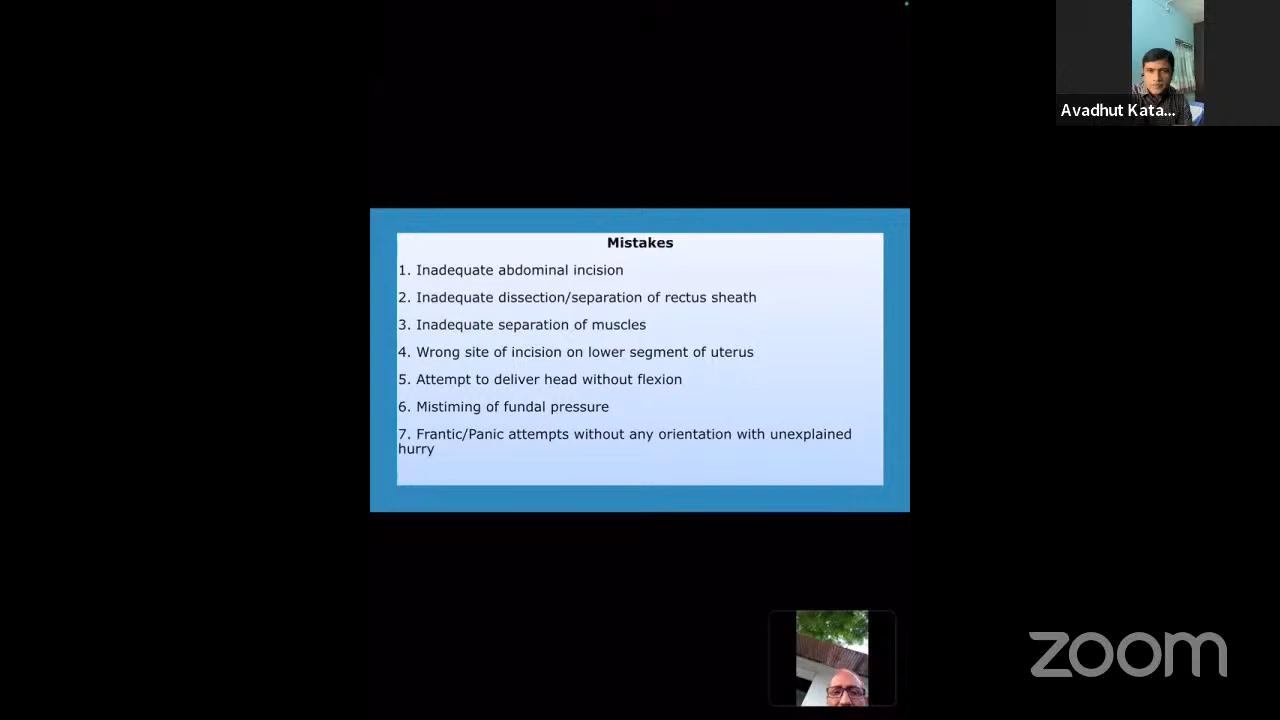 Avadhut Kata...
Mistakes
1. Inadequate abdominal incision
2. Inadequate dissection/separation of rectus sheath
3. Inadequate separation of muscles
4. Wrong site of incision on lower segment of uterus
5. Attempt to deliver head without flexion
6. Mistiming of fundal pressure
7. Frantic/Panic attempts without any orientation with unexplained
hurry
zoom